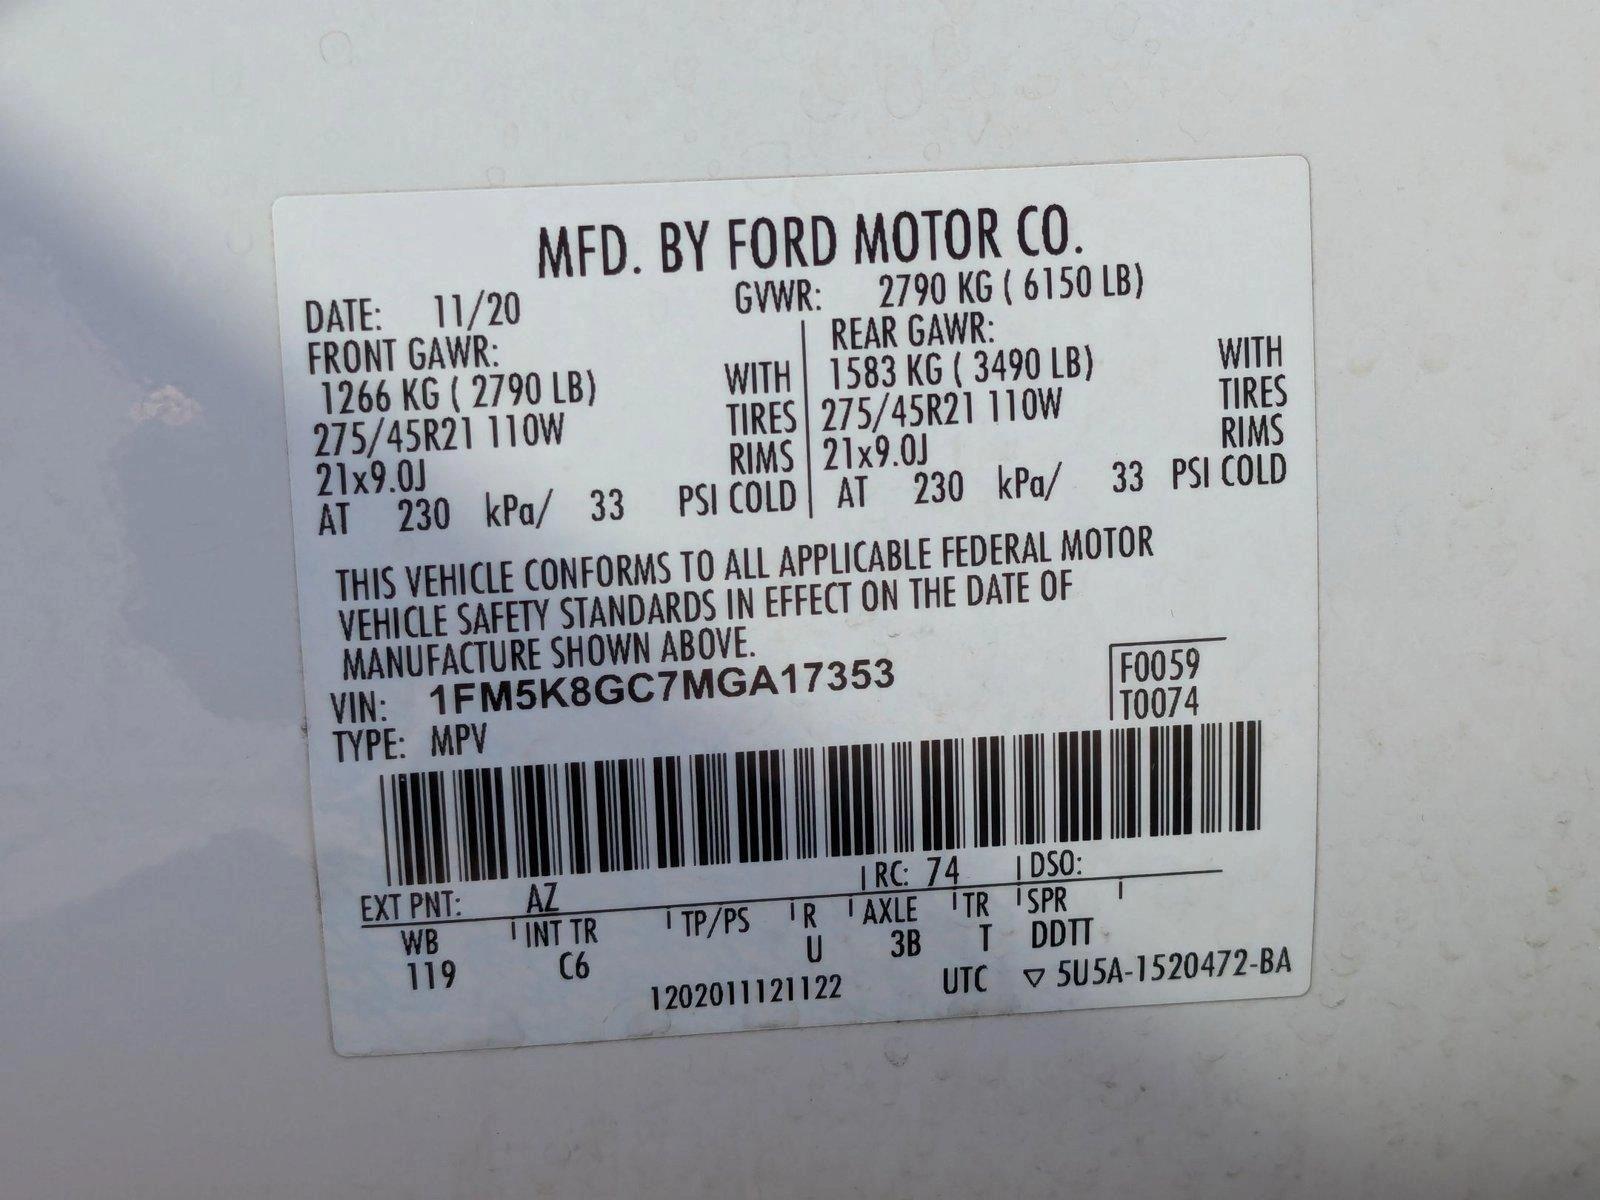 MFD. BY FORD MOTOR CO.
DATE: 11/20 GVWR: 2790 KG ( 6150 LB)
FRONT GAWR: REAR GAWR:
1266 KG ( 2790 LB) WITH 1583 KG ( 3490 LB) WITH
275/45R21 110W TIRES 275/45R21 110W TIRES
21x9.0J RIMS 21x9.0J RIMS
AT 230 kPa/ 33 PSI COLD AT 230 kPa/ 33 PSI COLD
THIS VEHICLE CONFORMS TO ALL APPLICABLE FEDERAL MOTOR
VEHICLE SAFETY STANDARDS IN EFFECT ON THE DATE OF
MANUFACTURE SHOWN ABOVE.
VIN: 1FM5K8GC7MGA17353 F0059
TYPE: MPV T0074
EXT PNT: AZ RC: 74 DSO:
WB INT TR TP/PS R AXLE TR SPR
119 C6 U 3B T DDTT
1202011121122 UTC ▽ 5U5A-1520472-BA